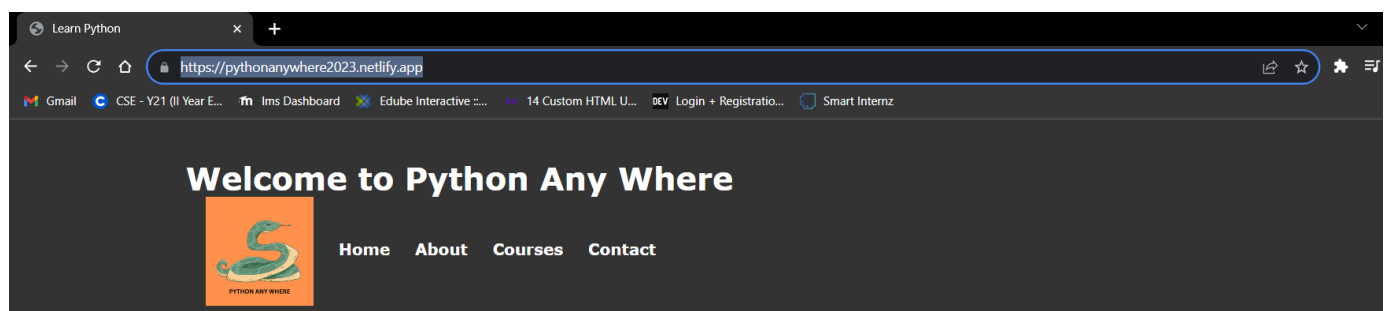 Learn Python
https://pythonanywhere2023.netlify.app
Gmail CSE - Y21 (II Year E... Ims Dashboard Edube Interactive ::... 14 Custom HTML U... DEV Login + Registratio... Smart Internz
Welcome to Python Any Where
Home About Courses Contact
PYTHON ANY WHERE